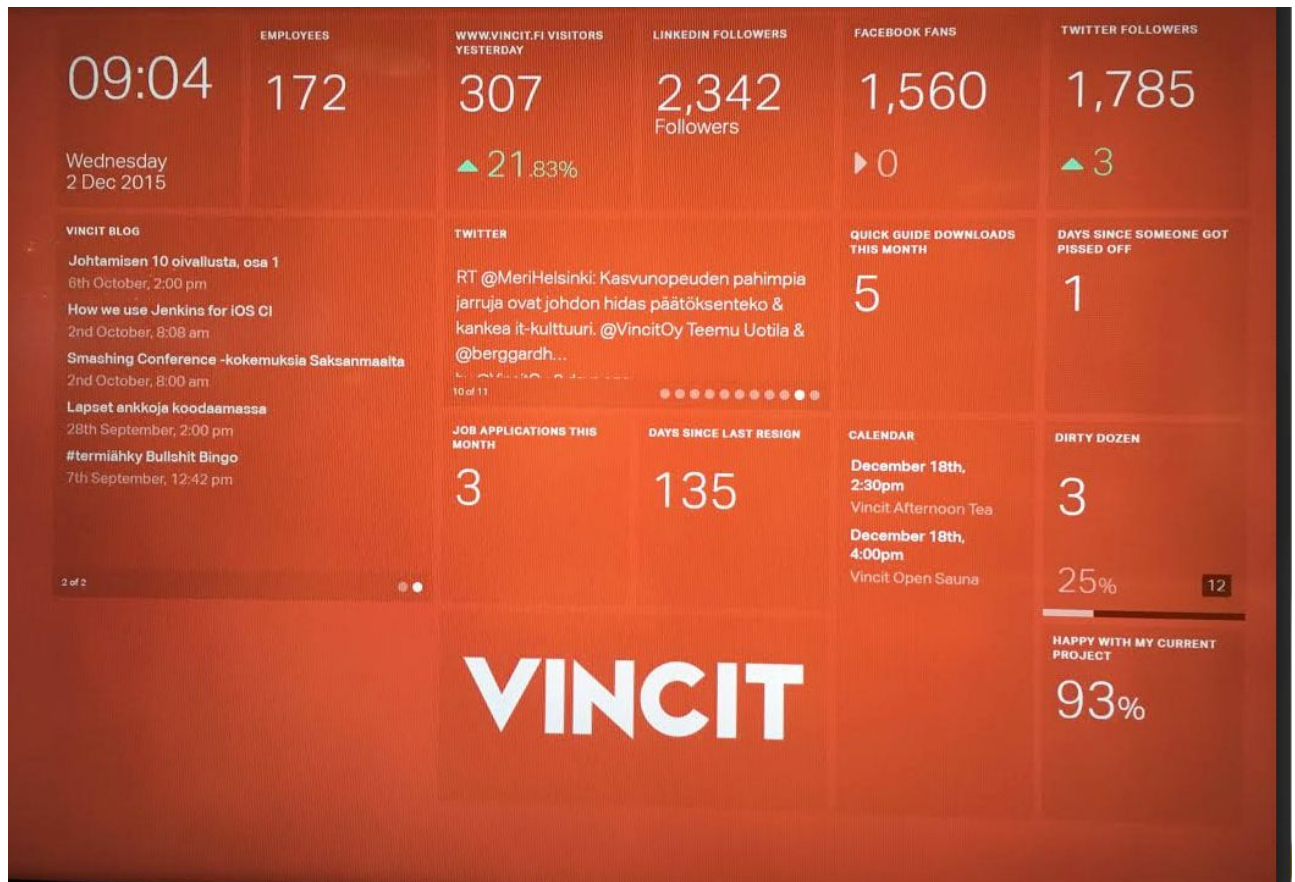 09:04
Wednesday
2 Dec 2015
EMPLOYEES
172
WWW.VINCIT.FI VISITORS
YESTERDAY
307
▲ 21.83%
LINKEDIN FOLLOWERS
2,342
Followers
FACEBOOK FANS
1,560
▶ 0
TWITTER FOLLOWERS
1,785
▲ 3
VINCIT BLOG
Johtamisen 10 oivallusta, osa 1
6th October, 2:00 pm
How we use Jenkins for iOS CI
2nd October, 8:08 am
Smashing Conference -kokemuksia Saksanmaalta
2nd October, 8:00 am
Lapset ankkoja koodaamassa
28th September, 2:00 pm
#termiähky Bullshit Bingo
7th September, 12:42 pm
2 of 2
TWITTER
RT @MeriHelsinki: Kasvunopeuden pahimpia
jarruja ovat johdon hidas päätöksenteko &
kankea it-kulttuuri. @VincitOy Teemu Uotila &
@berggardh...
10 of 11
QUICK GUIDE DOWNLOADS
THIS MONTH
5
DAYS SINCE SOMEONE GOT
PISSED OFF
1
JOB APPLICATIONS THIS
MONTH
3
DAYS SINCE LAST RESIGN
135
CALENDAR
December 18th,
2:30pm
Vincit Afternoon Tea
December 18th,
4:00pm
Vincit Open Sauna
DIRTY DOZEN
3
25%
12
HAPPY WITH MY CURRENT
PROJECT
93%
VINCIT